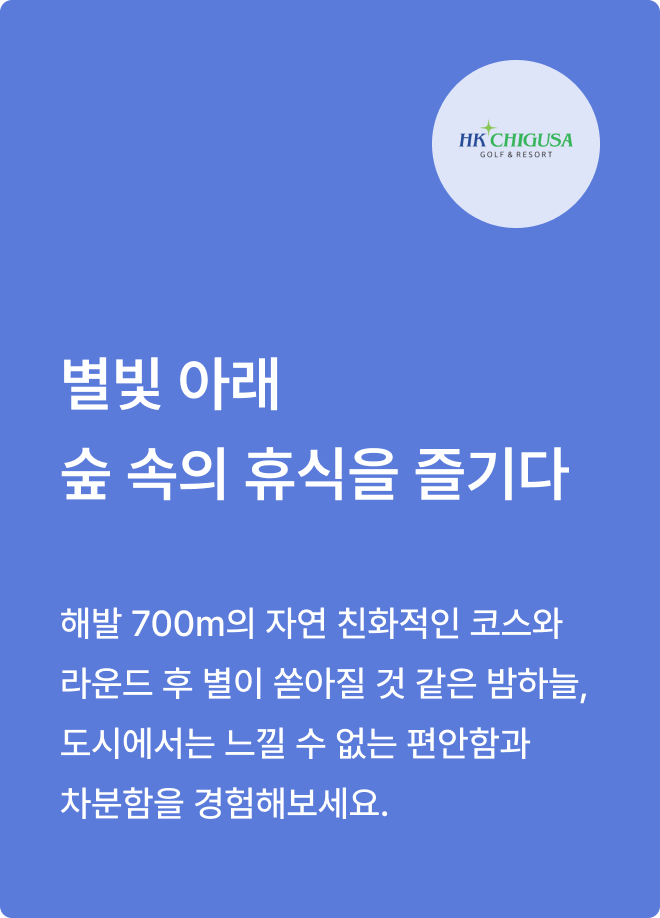 HK CHIGUSA
GOLF & RESORT
별빛 아래
숲 속의 휴식을 즐기다
해발 700m의 자연 친화적인 코스와
라운드 후 별이 쏟아질 것 같은 밤하늘,
도시에서는 느낄 수 없는 편안함과
차분함을 경험해보세요.